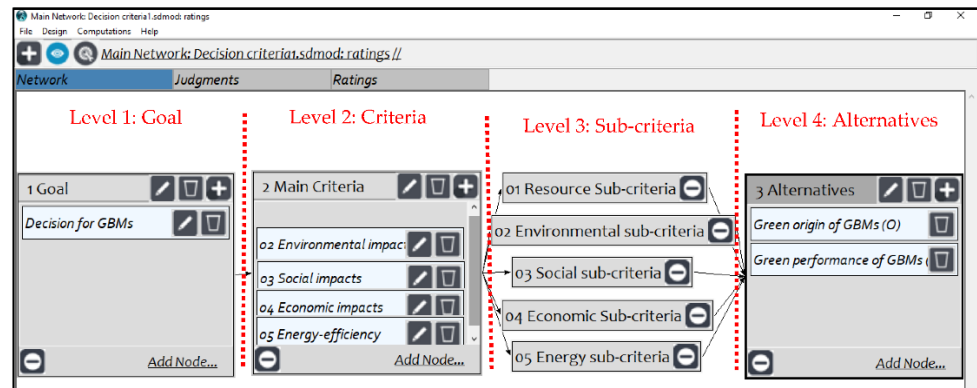 Main Network: Decision criteria1.sdmod: ratings
File Design Computations Help
Main Network: Decision criteria1.sdmod: ratings //
Network Judgments Ratings
Level 1: Goal
Level 2: Criteria
Level 3: Sub-criteria
Level 4: Alternatives
1 Goal
Decision for GBMs
Add Node...
2 Main Criteria
02 Environmental impact
03 Social impacts
04 Economic impacts
05 Energy-efficiency
Add Node...
01 Resource Sub-criteria
02 Environmental sub-criteria
03 Social sub-criteria
04 Economic Sub-criteria
05 Energy sub-criteria
3 Alternatives
Green origin of GBMs (O)
Green performance of GBMs (
Add Node...